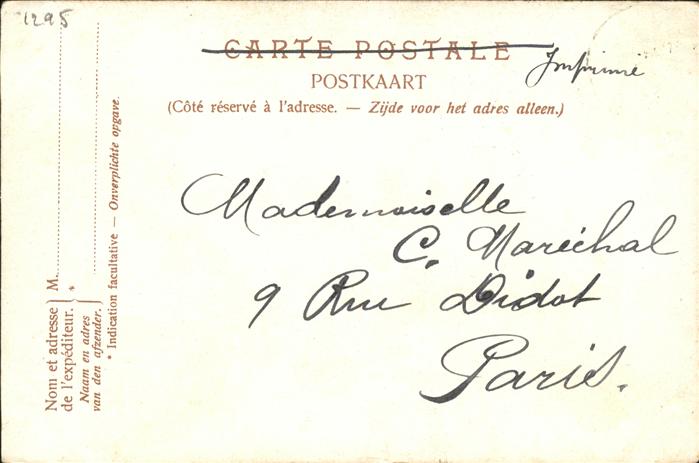 1295
CARTE POSTALE
Imprimé
POSTKAART
(Côté réservé à l'adresse. — Zijde voor het adres alleen.)
Mademoiselle
C. Maréchal
9 Rue Didot
Paris.
Nom et adresse
de l'expéditeur.
M.
*
Naam en adres
van den afzender.
* Indication facultative — Onverplichte opgave.